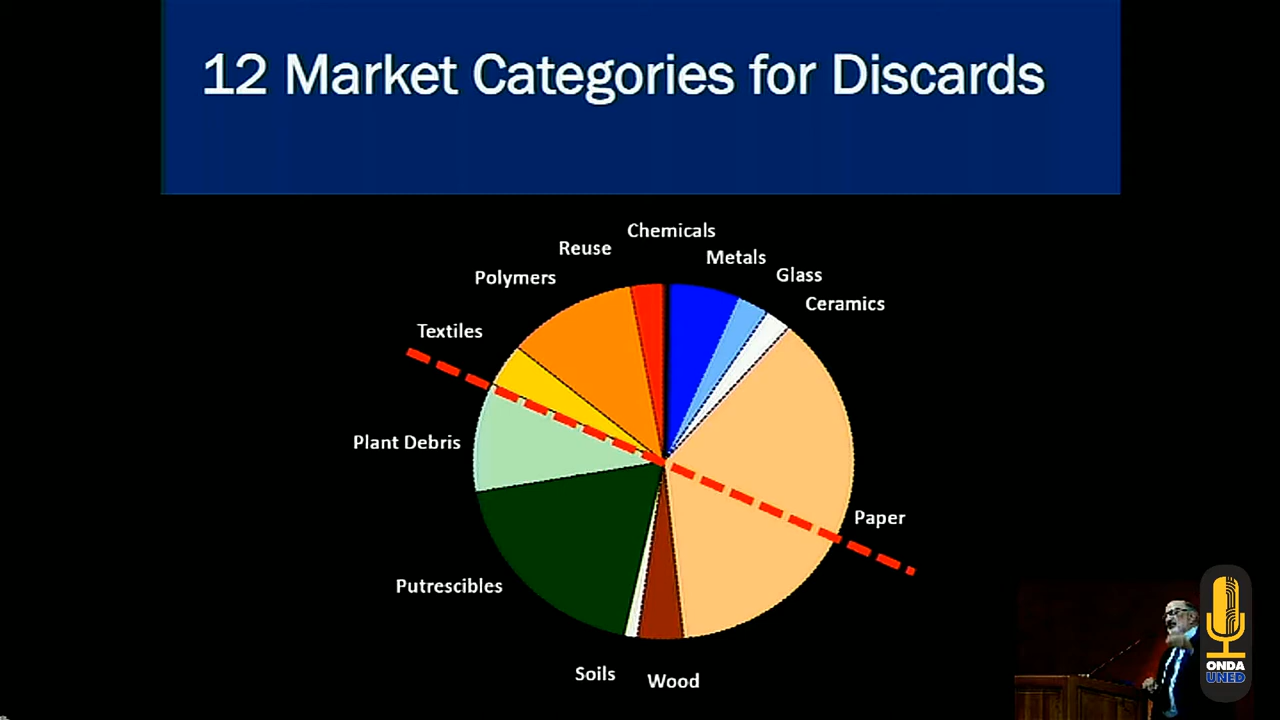 12 Market Categories for Discards
Chemicals
Reuse
Metals
Glass
Polymers
Ceramics
Textiles
Plant Debris
Paper
Putrescibles
Soils
Wood
ONDA
UNED